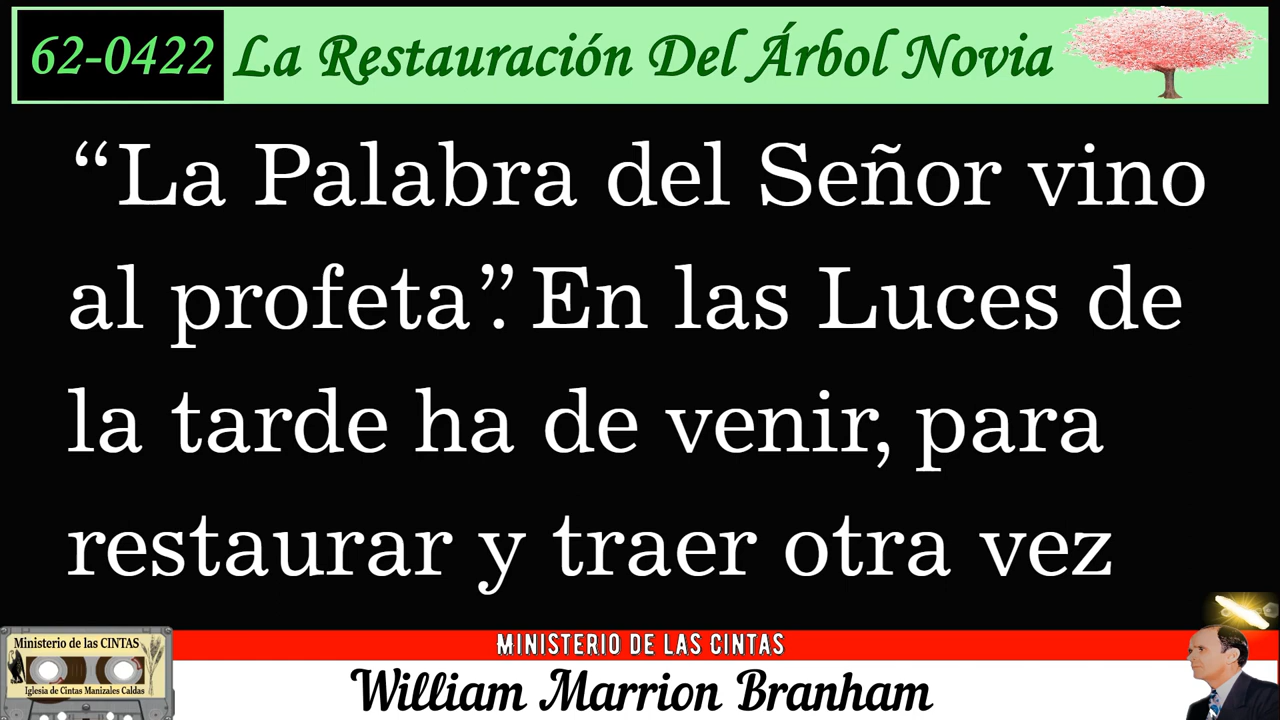 62-0422 La Restauración Del Árbol Novia
“La Palabra del Señor vino
al profeta”. En las Luces de
la tarde ha de venir, para
restaurar y traer otra vez
Ministerio de las CINTAS
Iglesia de Cintas Manizales Caldas
MINISTERIO DE LAS CINTAS
William Marrion Branham